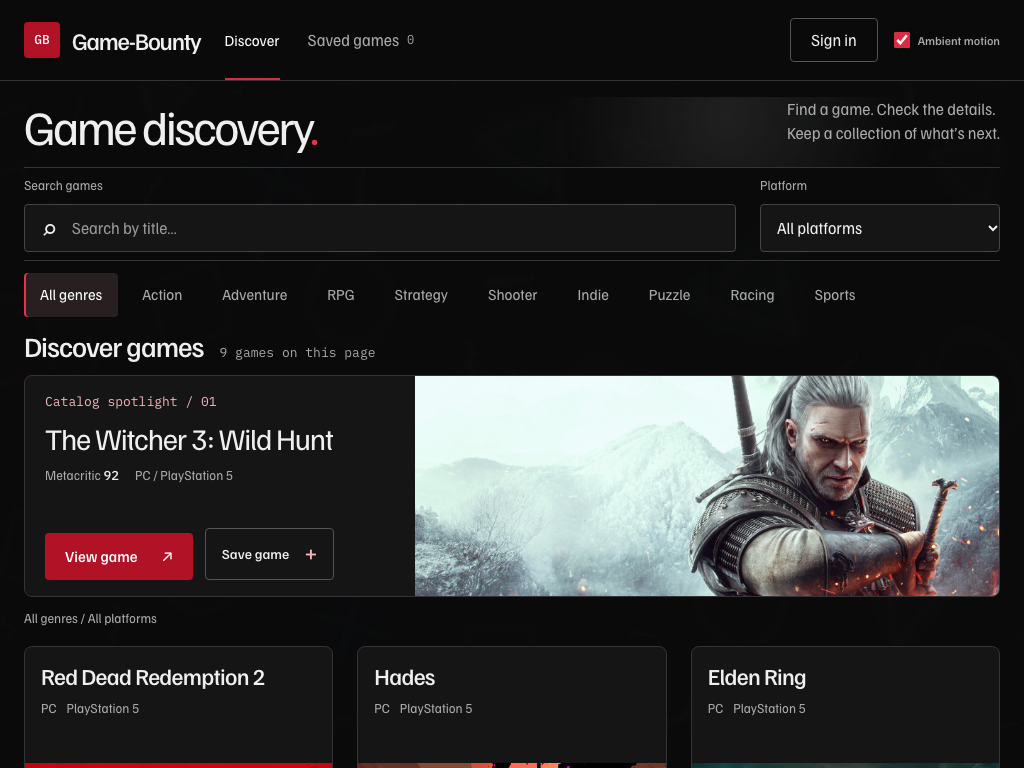 GB
Game-Bounty
Discover
Saved games 0
Sign in
Ambient motion
Game discovery.
Find a game. Check the details.
Keep a collection of what's next.
Search games
Platform
Search by title...
All platforms
All genres
Action
Adventure
RPG
Strategy
Shooter
Indie
Puzzle
Racing
Sports
Discover games
9 games on this page
Catalog spotlight / 01
The Witcher 3: Wild Hunt
Metacritic 92
PC / PlayStation 5
View game
Save game +
All genres / All platforms
Red Dead Redemption 2
PC PlayStation 5
Hades
PC PlayStation 5
Elden Ring
PC PlayStation 5